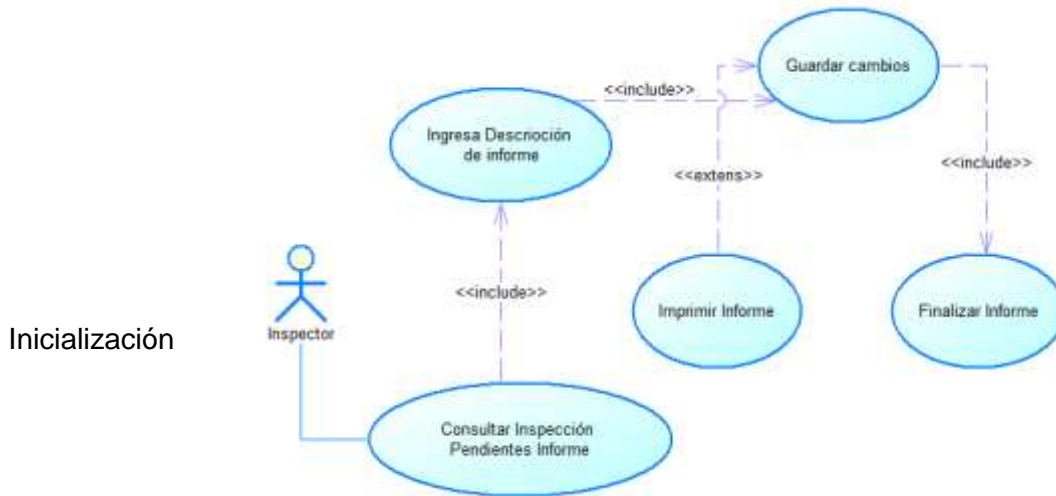 Guardar cambios
<<include>>
Ingresa Descrioción
de informe
<<extens>>
<<include>>
<<include>>
Imprimir Informe
Finalizar Informe
Inspector
Inicialización
Consultar Inspección
Pendientes Informe